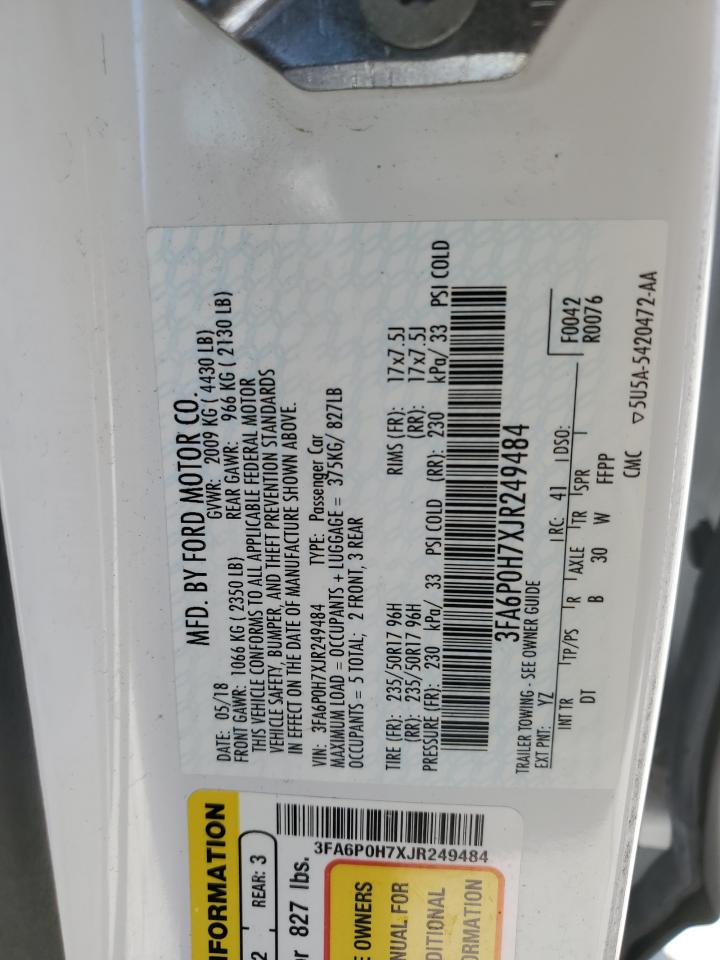 MFD. BY FORD MOTOR CO.
DATE: 05/18 GVWR: 2009 KG ( 4430 LB)
FRONT GAWR: 1066 KG ( 2350 LB) REAR GAWR: 966 KG ( 2130 LB)
THIS VEHICLE CONFORMS TO ALL APPLICABLE FEDERAL MOTOR
VEHICLE SAFETY, BUMPER, AND THEFT PREVENTION STANDARDS
IN EFFECT ON THE DATE OF MANUFACTURE SHOWN ABOVE.
VIN: 3FA6P0H7XJR249484 TYPE: Passenger Car
MAXIMUM LOAD = OCCUPANTS + LUGGAGE = 375KG/ 827LB
OCCUPANTS = 5 TOTAL; 2 FRONT, 3 REAR
TIRE (FR): 235/50R17 96H RIMS (FR): 17x7.5J
(RR): 235/50R17 96H (RR): 17x7.5J
PRESSURE (FR): 230 kPa/ 33 PSI COLD (RR): 230 kPa/ 33 PSI COLD
3FA6P0H7XJR249484
TRAILER TOWING - SEE OWNER GUIDE
EXT PNT: YZ RC: 41 DSO: F0042
R0076
INT TR TP/PS R AXLE TR SPR
DT B 30 W FFPP
CMC ▽5U5A-5420472-AA
FORMATION
2 REAR: 3
827 lbs.
3FA6P0H7XJR249484
OWNERS
FOR